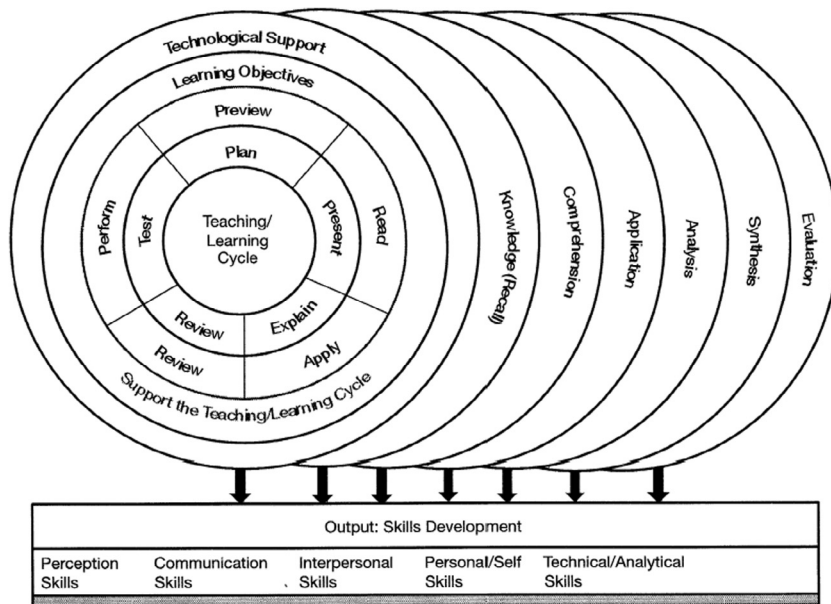 Technological Support
Learning Objectives
Preview
Plan
Perform
Test
Teaching/
Learning
Cycle
Present
Read
Review
Explain
Review
Apply
Support the Teaching/Learning Cycle
Knowledge (Recall)
Comprehension
Application
Analysis
Synthesis
Evaluation
Output: Skills Development
Perception
Skills
Communication
Skills
Interpersonal
Skills
Personal/Self
Skills
Technical/Analytical
Skills